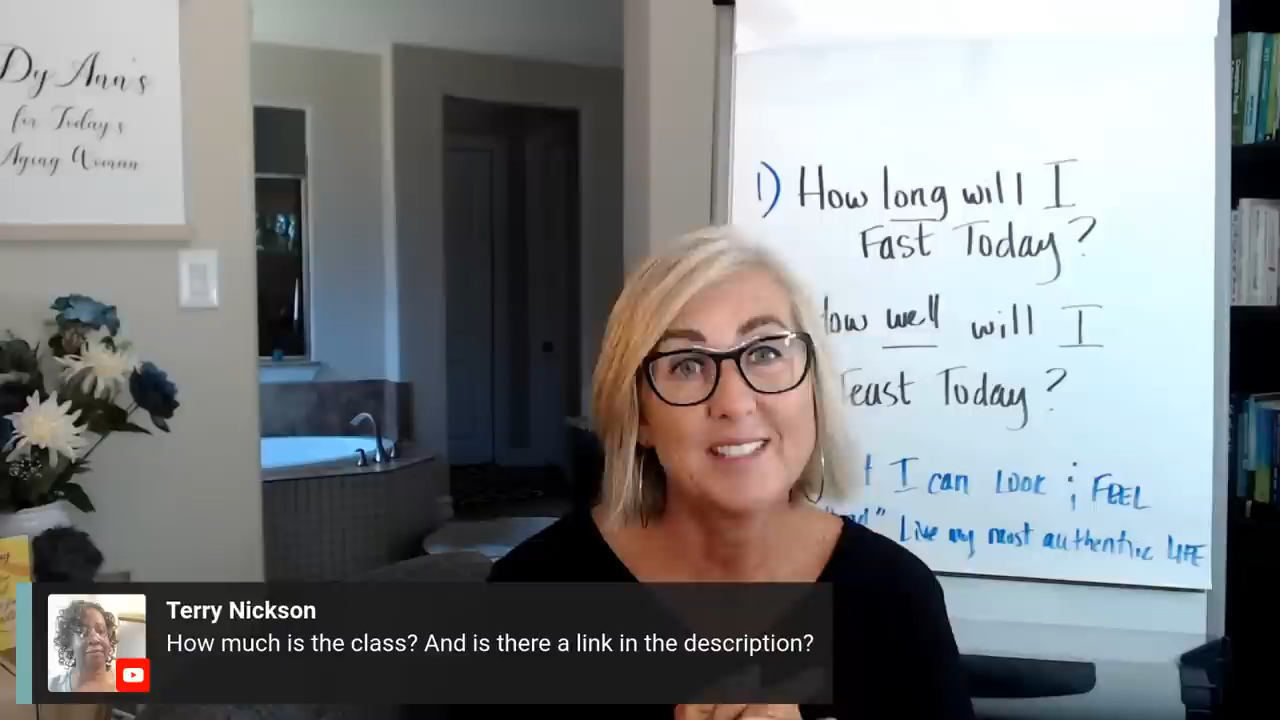 Dy Ann's
for Today's
Aging Woman
1) How long will I
Fast Today?
How well will I
Feast Today?
I can Look ; FEEL
Live my most authentic LIFE
Terry Nickson
How much is the class? And is there a link in the description?